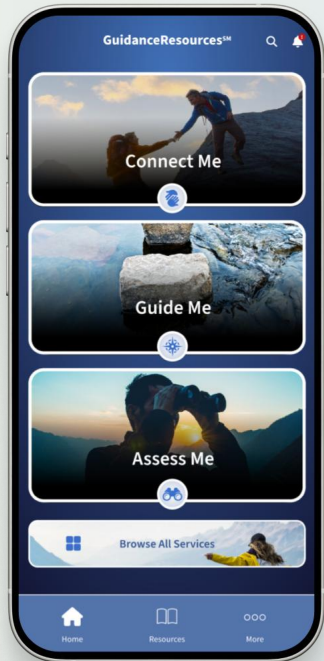 GuidanceResources℠
Connect Me
Guide Me
Assess Me
Browse All Services
Home Resources More